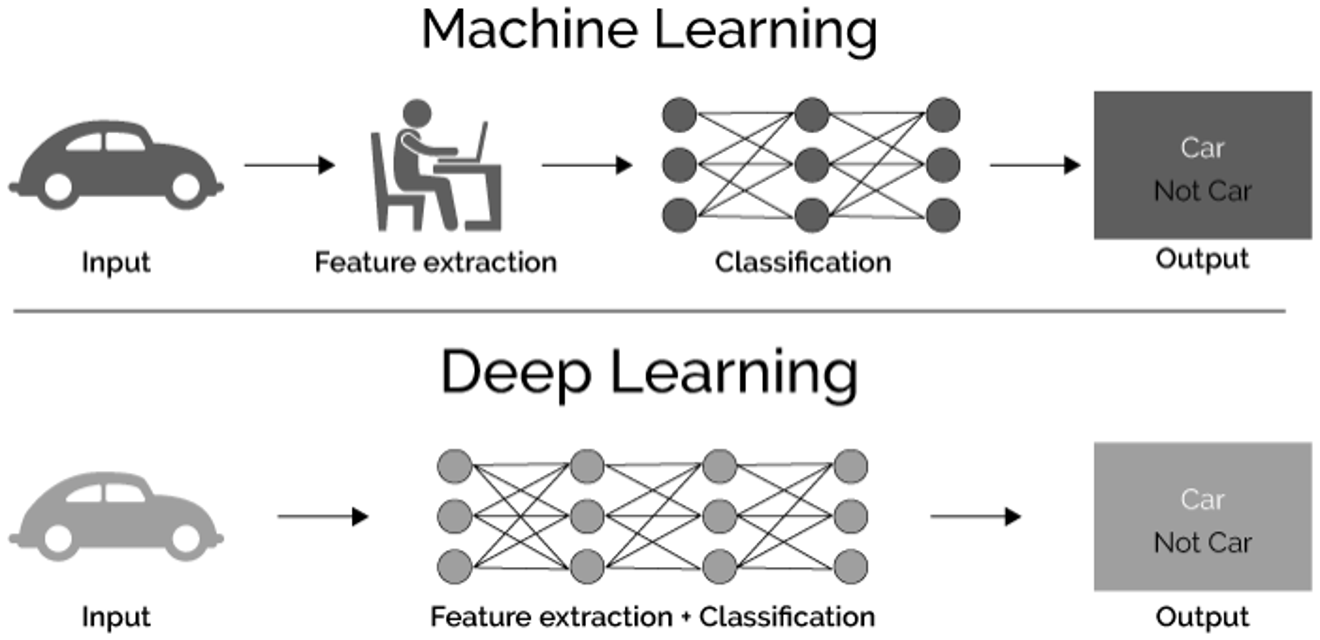 Machine Learning
Car
Not Car
Input
Feature extraction
Classification
Output
Deep Learning
Car
Not Car
Input
Feature extraction + Classification
Output